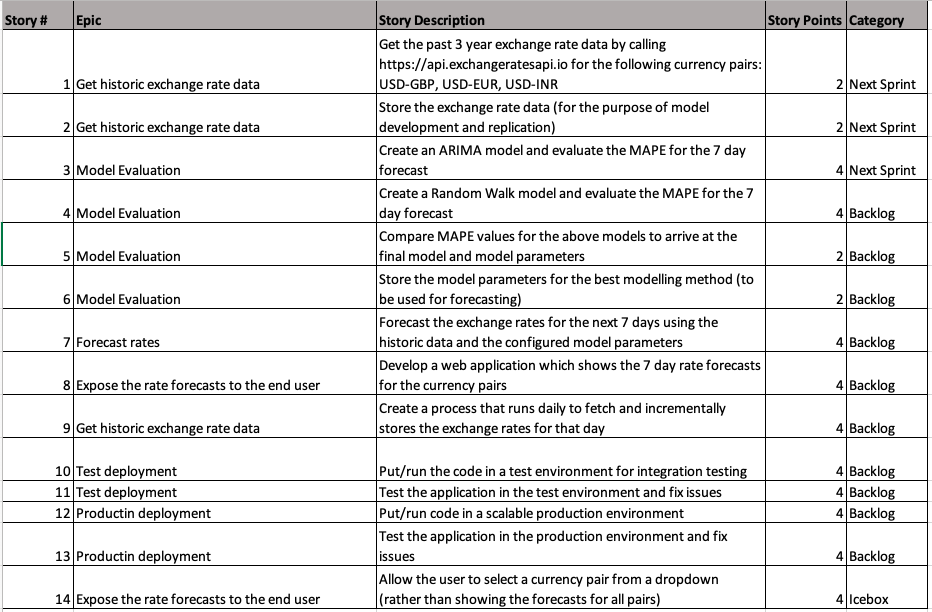 Story # Epic Story Description Story Points Category
Get the past 3 year exchange rate data by calling
https://api.exchangeratesapi.io for the following currency pairs:
1 Get historic exchange rate data USD-GBP, USD-EUR, USD-INR 2 Next Sprint
Store the exchange rate data (for the purpose of model
2 Get historic exchange rate data development and replication) 2 Next Sprint
Create an ARIMA model and evaluate the MAPE for the 7 day
3 Model Evaluation forecast 4 Next Sprint
Create a Random Walk model and evaluate the MAPE for the 7
4 Model Evaluation day forecast 4 Backlog
Compare MAPE values for the above models to arrive at the
5 Model Evaluation final model and model parameters 2 Backlog
Store the model parameters for the best modelling method (to
6 Model Evaluation be used for forecasting) 2 Backlog
Forecast the exchange rates for the next 7 days using the
7 Forecast rates historic data and the configured model parameters 4 Backlog
Develop a web application which shows the 7 day rate forecasts
8 Expose the rate forecasts to the end user for the currency pairs 4 Backlog
Create a process that runs daily to fetch and incrementally
9 Get historic exchange rate data stores the exchange rates for that day 4 Backlog
10 Test deployment Put/run the code in a test environment for integration testing 4 Backlog
11 Test deployment Test the application in the test environment and fix issues 4 Backlog
12 Productin deployment Put/run code in a scalable production environment 4 Backlog
Test the application in the production environment and fix
13 Productin deployment issues 4 Backlog
Allow the user to select a currency pair from a dropdown
14 Expose the rate forecasts to the end user (rather than showing the forecasts for all pairs) 4 Icebox